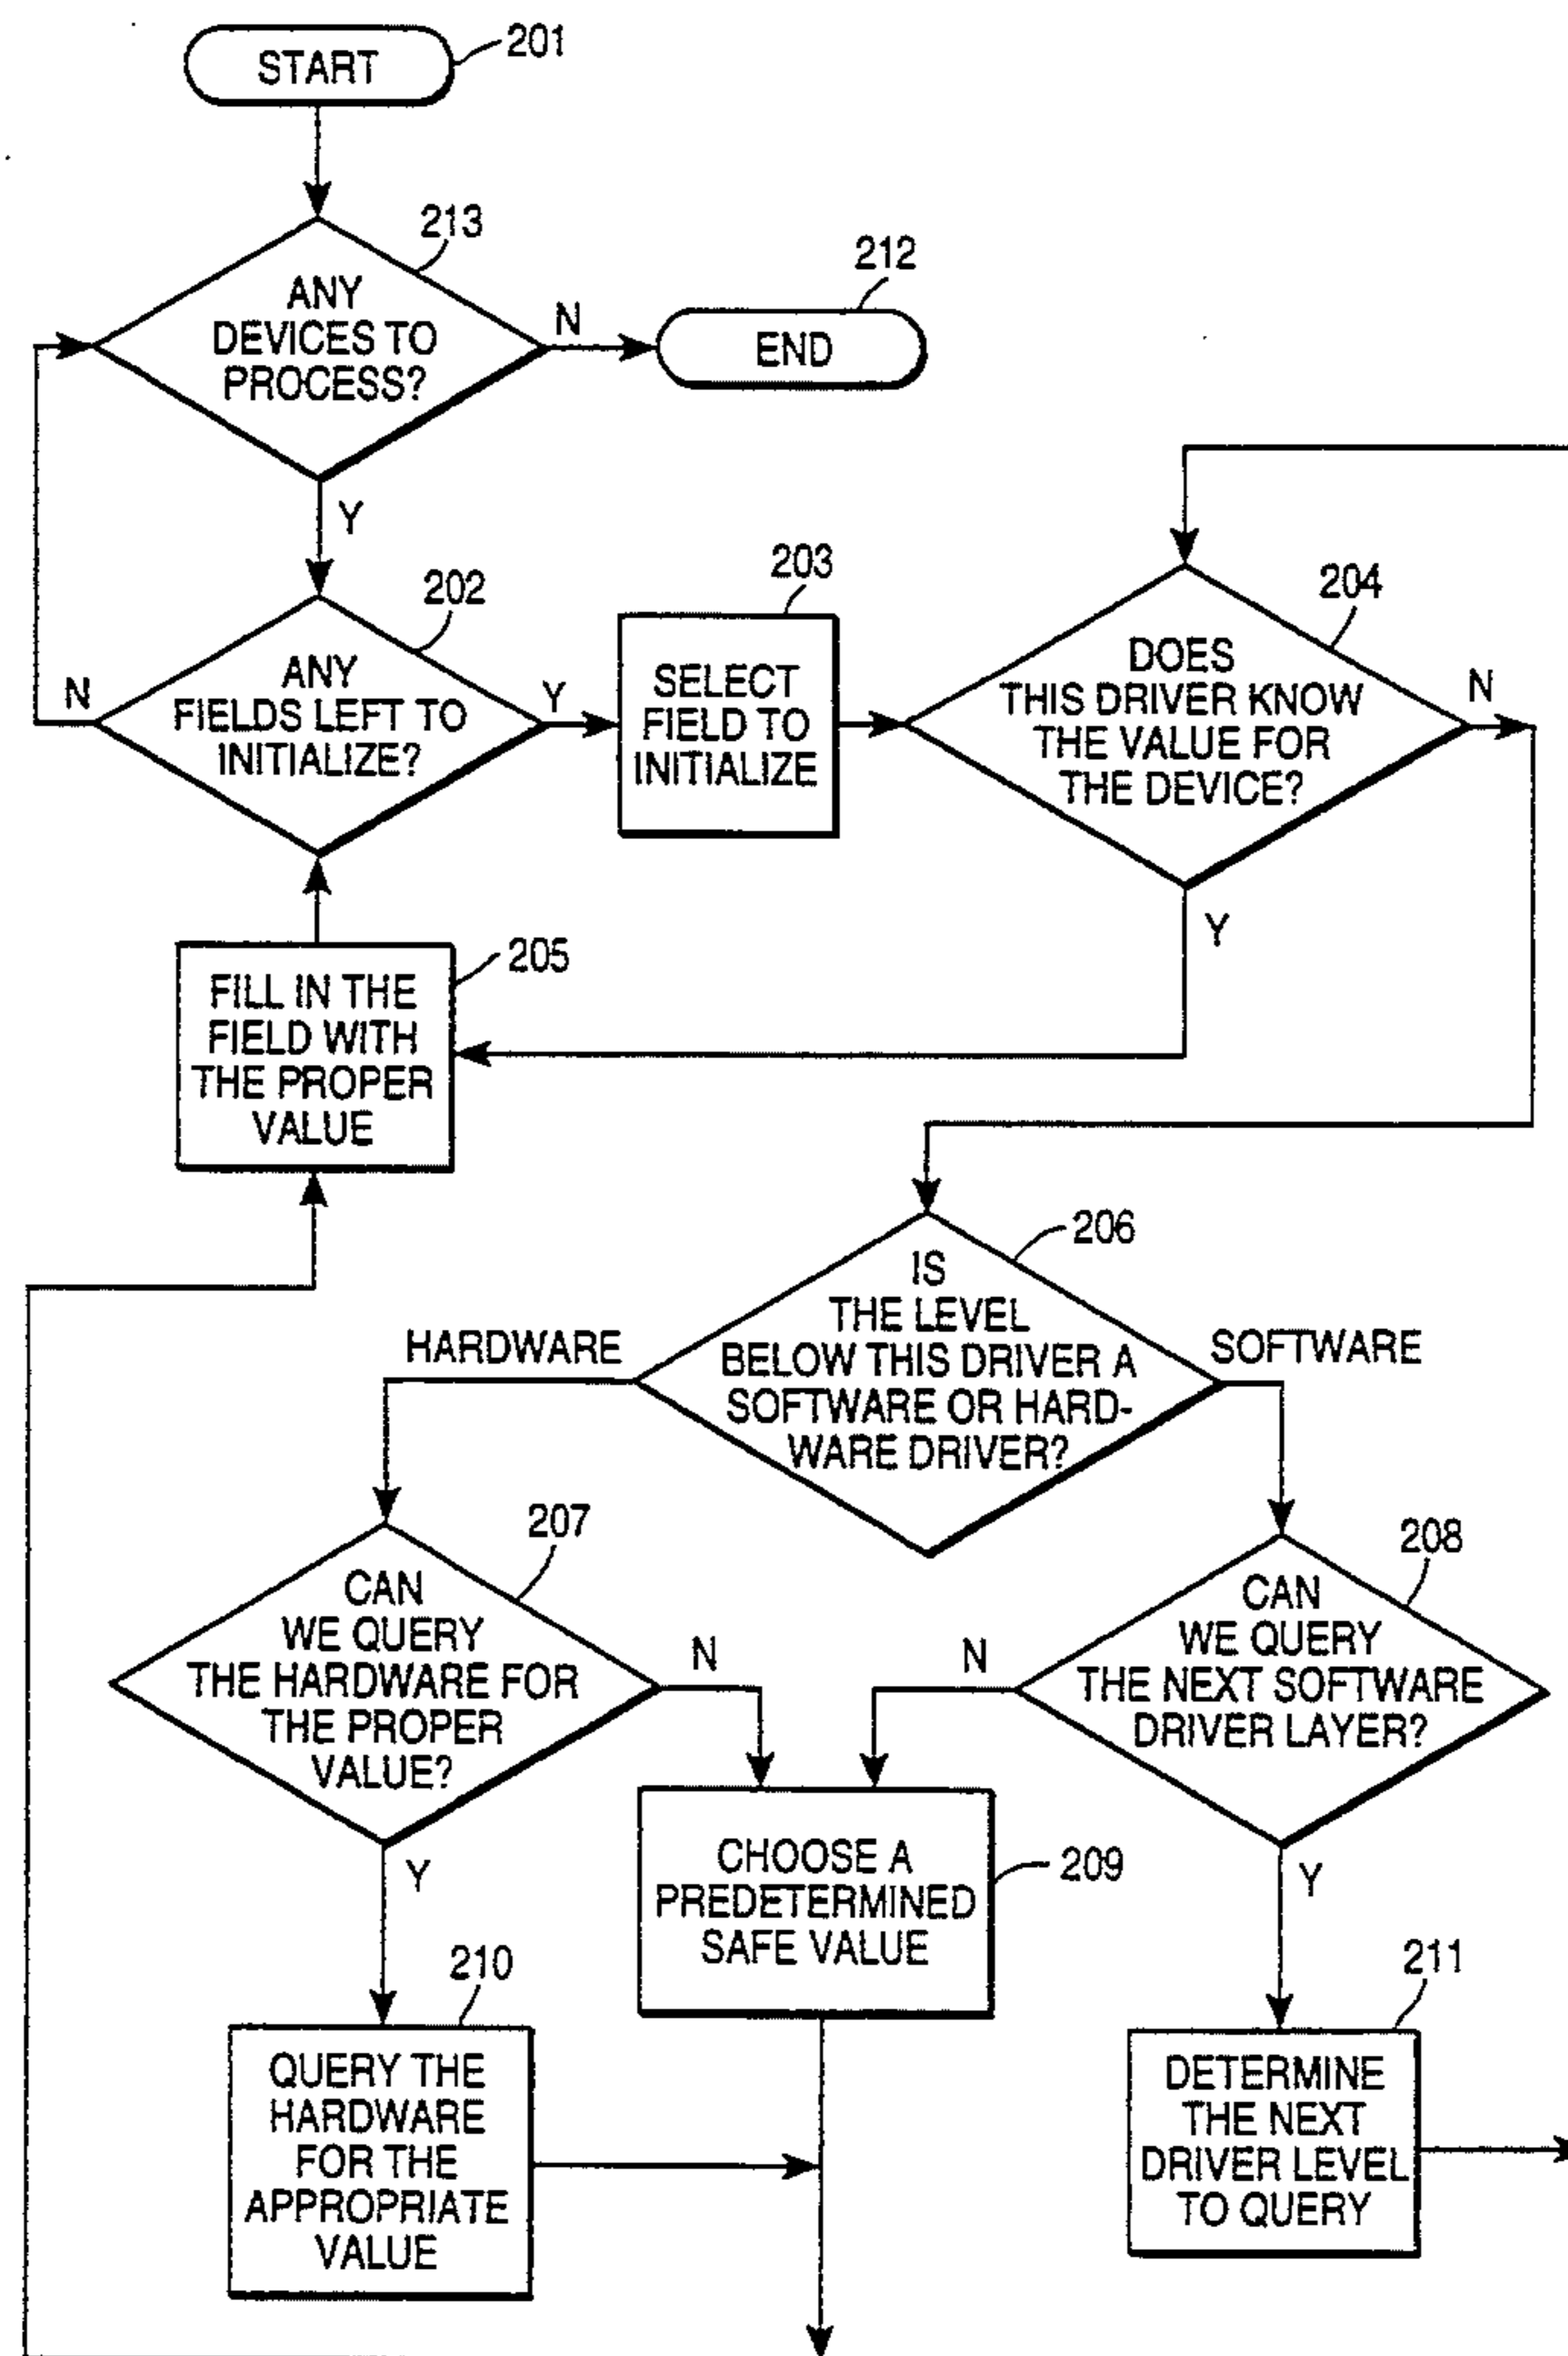 START
201
213
ANY
DEVICES TO
PROCESS?
N
212
END
Y
202
ANY
FIELDS LEFT TO
INITIALIZE?
N
Y
203
SELECT
FIELD TO
INITIALIZE
204
DOES
THIS DRIVER KNOW
THE VALUE FOR
THE DEVICE?
N
Y
205
FILL IN THE
FIELD WITH
THE PROPER
VALUE
206
IS
THE LEVEL
BELOW THIS DRIVER A
SOFTWARE OR HARD-
WARE DRIVER?
HARDWARE
SOFTWARE
207
CAN
WE QUERY
THE HARDWARE FOR
THE PROPER
VALUE?
N
Y
208
CAN
WE QUERY
THE NEXT SOFTWARE
DRIVER LAYER?
N
Y
209
CHOOSE A
PREDETERMINED
SAFE VALUE
210
QUERY THE
HARDWARE
FOR THE
APPROPRIATE
VALUE
211
DETERMINE
THE NEXT
DRIVER LEVEL
TO QUERY